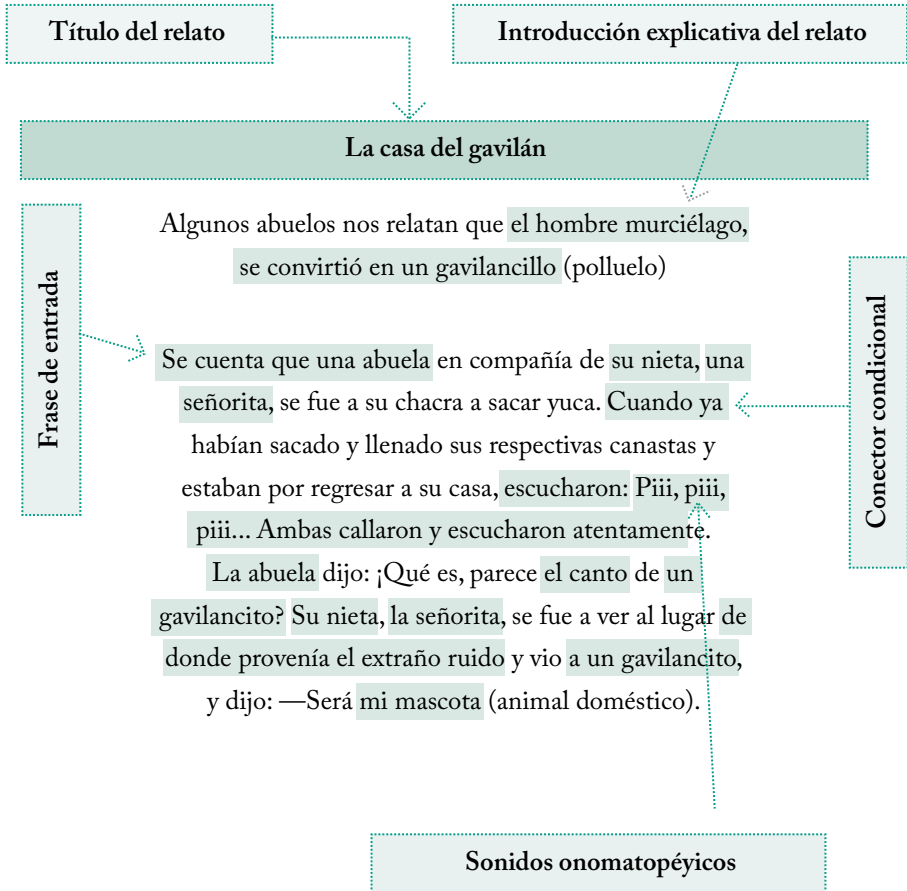 Título del relato
Introducción explicativa del relato
La casa del gavilán
Frase de entrada
Conector condicional
Algunos abuelos nos relatan que el hombre murciélago,
se convirtió en un gavilancillo (polluelo)
Se cuenta que una abuela en compañía de su nieta, una
señorita, se fue a su chacra a sacar yuca. Cuando ya
habían sacado y llenado sus respectivas canastas y
estaban por regresar a su casa, escucharon: Piii, piii,
piii... Ambas callaron y escucharon atentamente.
La abuela dijo: ¡Qué es, parece el canto de un
gavilancito? Su nieta, la señorita, se fue a ver al lugar de
donde provenía el extraño ruido y vio a un gavilancito,
y dijo: —Será mi mascota (animal doméstico).
Sonidos onomatopéyicos